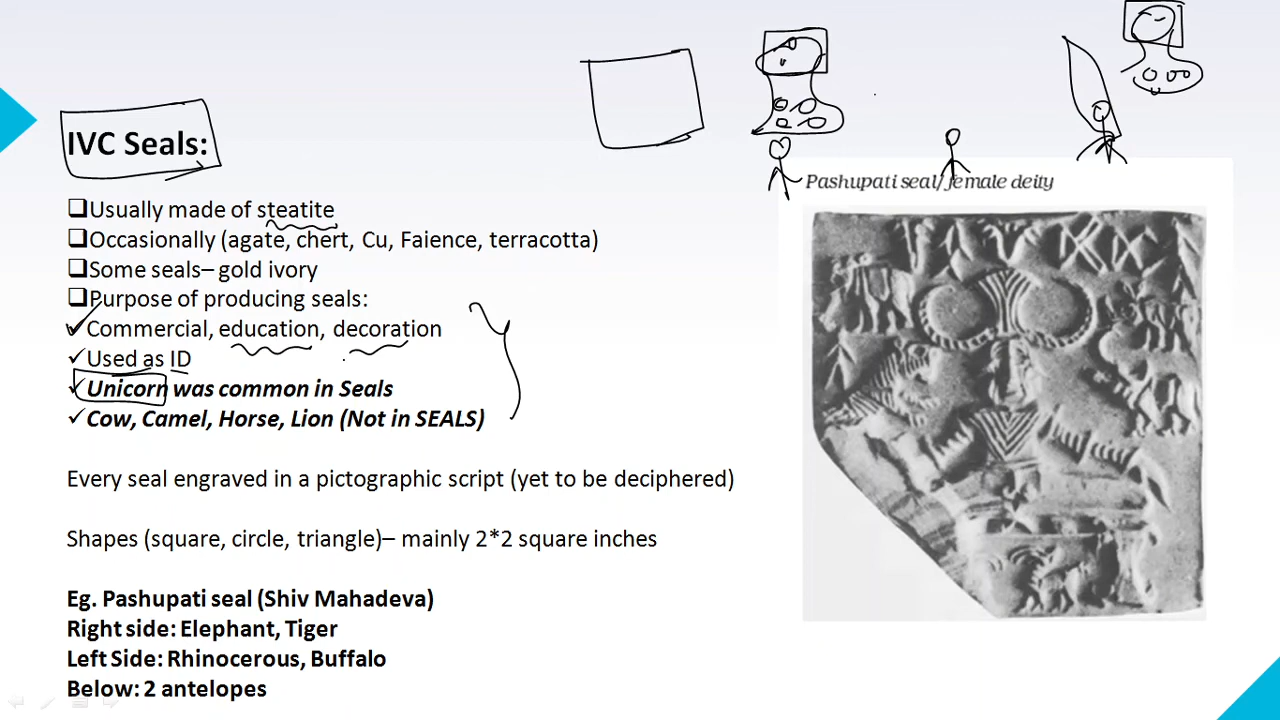 IVC Seals:
Usually made of steatite
Occasionally (agate, chert, Cu, Faience, terracotta)
Some seals– gold ivory
Purpose of producing seals:
Commercial, education, decoration
Used as ID
Unicorn was common in Seals
Cow, Camel, Horse, Lion (Not in SEALS)
Every seal engraved in a pictographic script (yet to be deciphered)
Shapes (square, circle, triangle)– mainly 2*2 square inches
Eg. Pashupati seal (Shiv Mahadeva)
Right side: Elephant, Tiger
Left Side: Rhinocerous, Buffalo
Below: 2 antelopes
Pashupati seal/ female deity